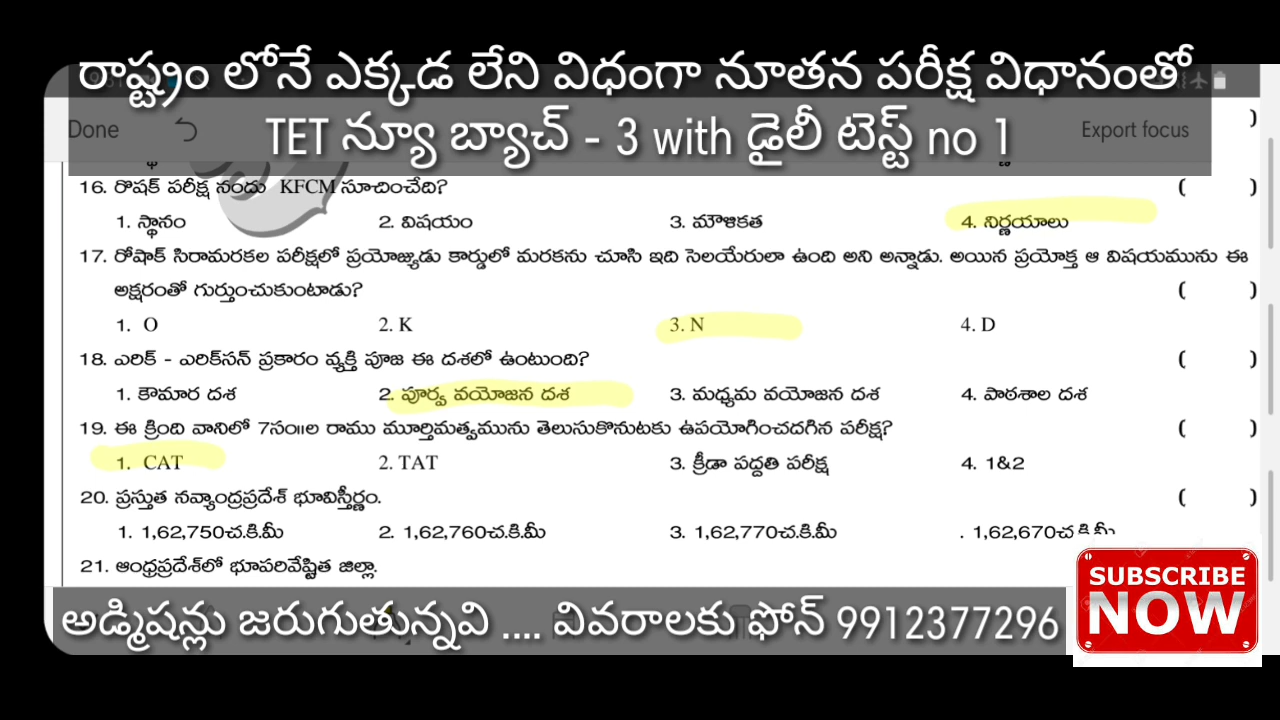 రాష్ట్రం లోనే ఎక్కడ లేని విధంగా నూతన పరీక్ష విధానంతో
TET న్యూ బ్యాచ్ - 3 with డైలీ టెస్ట్ no 1
Done
Export focus
16. రొషక్ పరీక్ష నందు KFCM సూచించేది? ( )
1. స్థానం 2. విషయం 3. మౌళికత 4. నిర్ణయాలు
17. రోషాక్ సిరామరకల పరీక్షలో ప్రయోజ్యుడు కార్డులో మరకను చూసి ఇది సెలయేరులా ఉంది అని అన్నాడు. అయిన ప్రయోక్త ఆ విషయమును ఈ
అక్షరంతో గుర్తుంచుకుంటాడు? ( )
1. O 2. K 3. N 4. D
18. ఎరిక్ - ఎరిక్‌సన్ ప్రకారం వ్యక్తి పూజ ఈ దశలో ఉంటుంది? ( )
1. కౌమార దశ 2. పూర్వ వయోజన దశ 3. మధ్యమ వయోజన దశ 4. పాఠశాల దశ
19. ఈ క్రింది వానిలో 7సం॥ల రాము మూర్తిమత్వమును తెలుసుకొనుటకు ఉపయోగించదగిన పరీక్ష? ( )
1. CAT 2. TAT 3. క్రీడా పద్దతి పరీక్ష 4. 1&2
20. ప్రస్తుత నవ్యాంద్రప్రదేశ్ భూవిస్తీర్ణం. ( )
1. 1,62,750చ.కి.మీ 2. 1,62,760చ.కి.మీ 3. 1,62,770చ.కి.మీ . 1,62,670చ.కి.మీ
21. ఆంధ్రప్రదేశ్‌లో భూపరివేష్టిత జిల్లా.
అడ్మిషన్లు జరుగుతున్నవి .... వివరాలకు ఫోన్ 9912377296
SUBSCRIBE
NOW